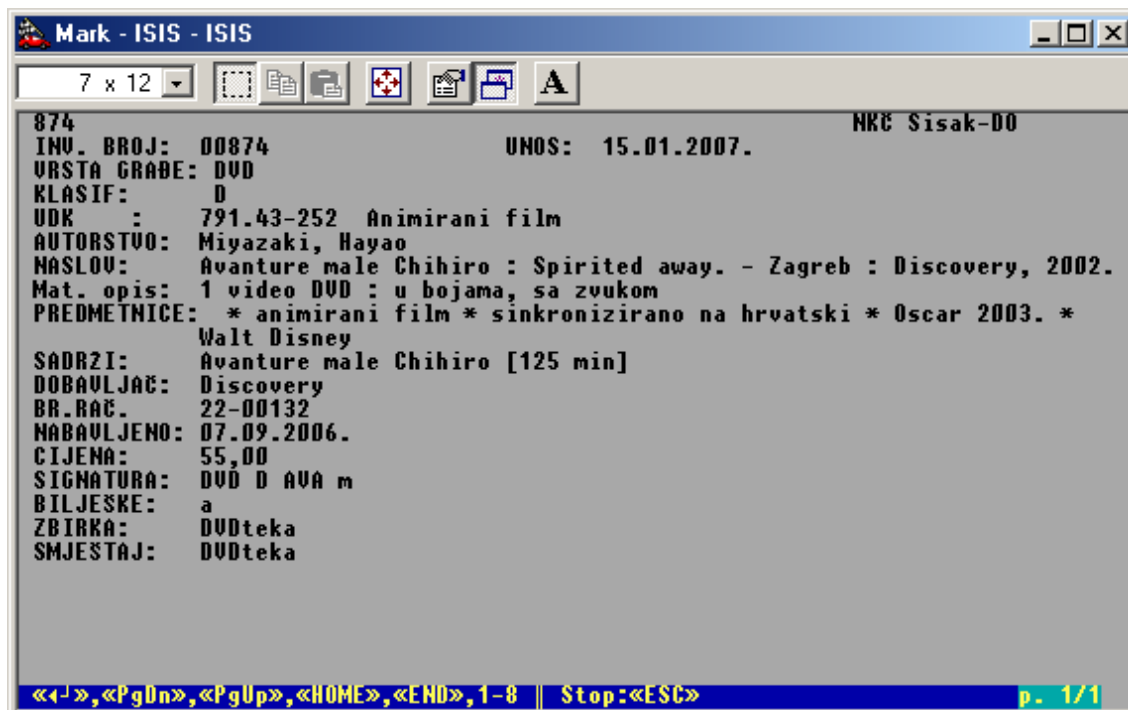 Mark - ISIS - ISIS
7 x 12
A
874 NKČ Sisak-DO
INV. BROJ: 00874 UNOS: 15.01.2007.
VRSTA GRAĐE: DVD
KLASIF: D
UDK : 791.43-252 Animirani film
AUTORSTVO: Miyazaki, Hayao
NASLOV: Avanture male Chihiro : Spirited away. - Zagreb : Discovery, 2002.
Mat. opis: 1 video DVD : u bojama, sa zvukom
PREDMETNICE: * animirani film * sinkronizirano na hrvatski * Oscar 2003. *
Walt Disney
SADRŽI: Avanture male Chihiro [125 min]
DOBAVLJAČ: Discovery
BR.RAČ. 22-00132
NABAVLJENO: 07.09.2006.
CIJENA: 55,00
SIGNATURA: DVD D AVA m
BILJEŠKE: a
ZBIRKA: DVDteka
SMJEŠTAJ: DVDteka
«↵»,«PgDn»,«PgUp»,«HOME»,«END»,1-8 ║ Stop:«ESC» p. 1/1